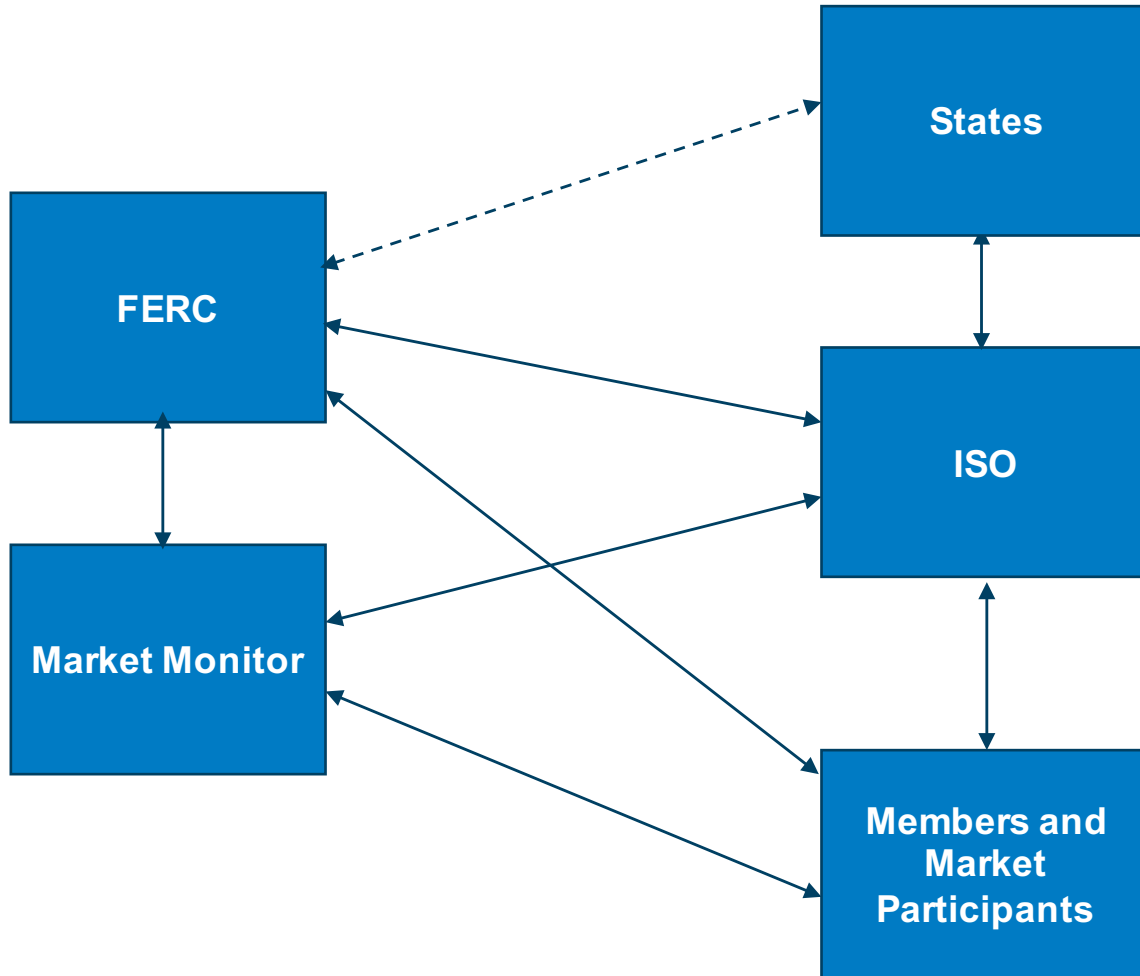 States
FERC
ISO
Market Monitor
Members and
Market
Participants